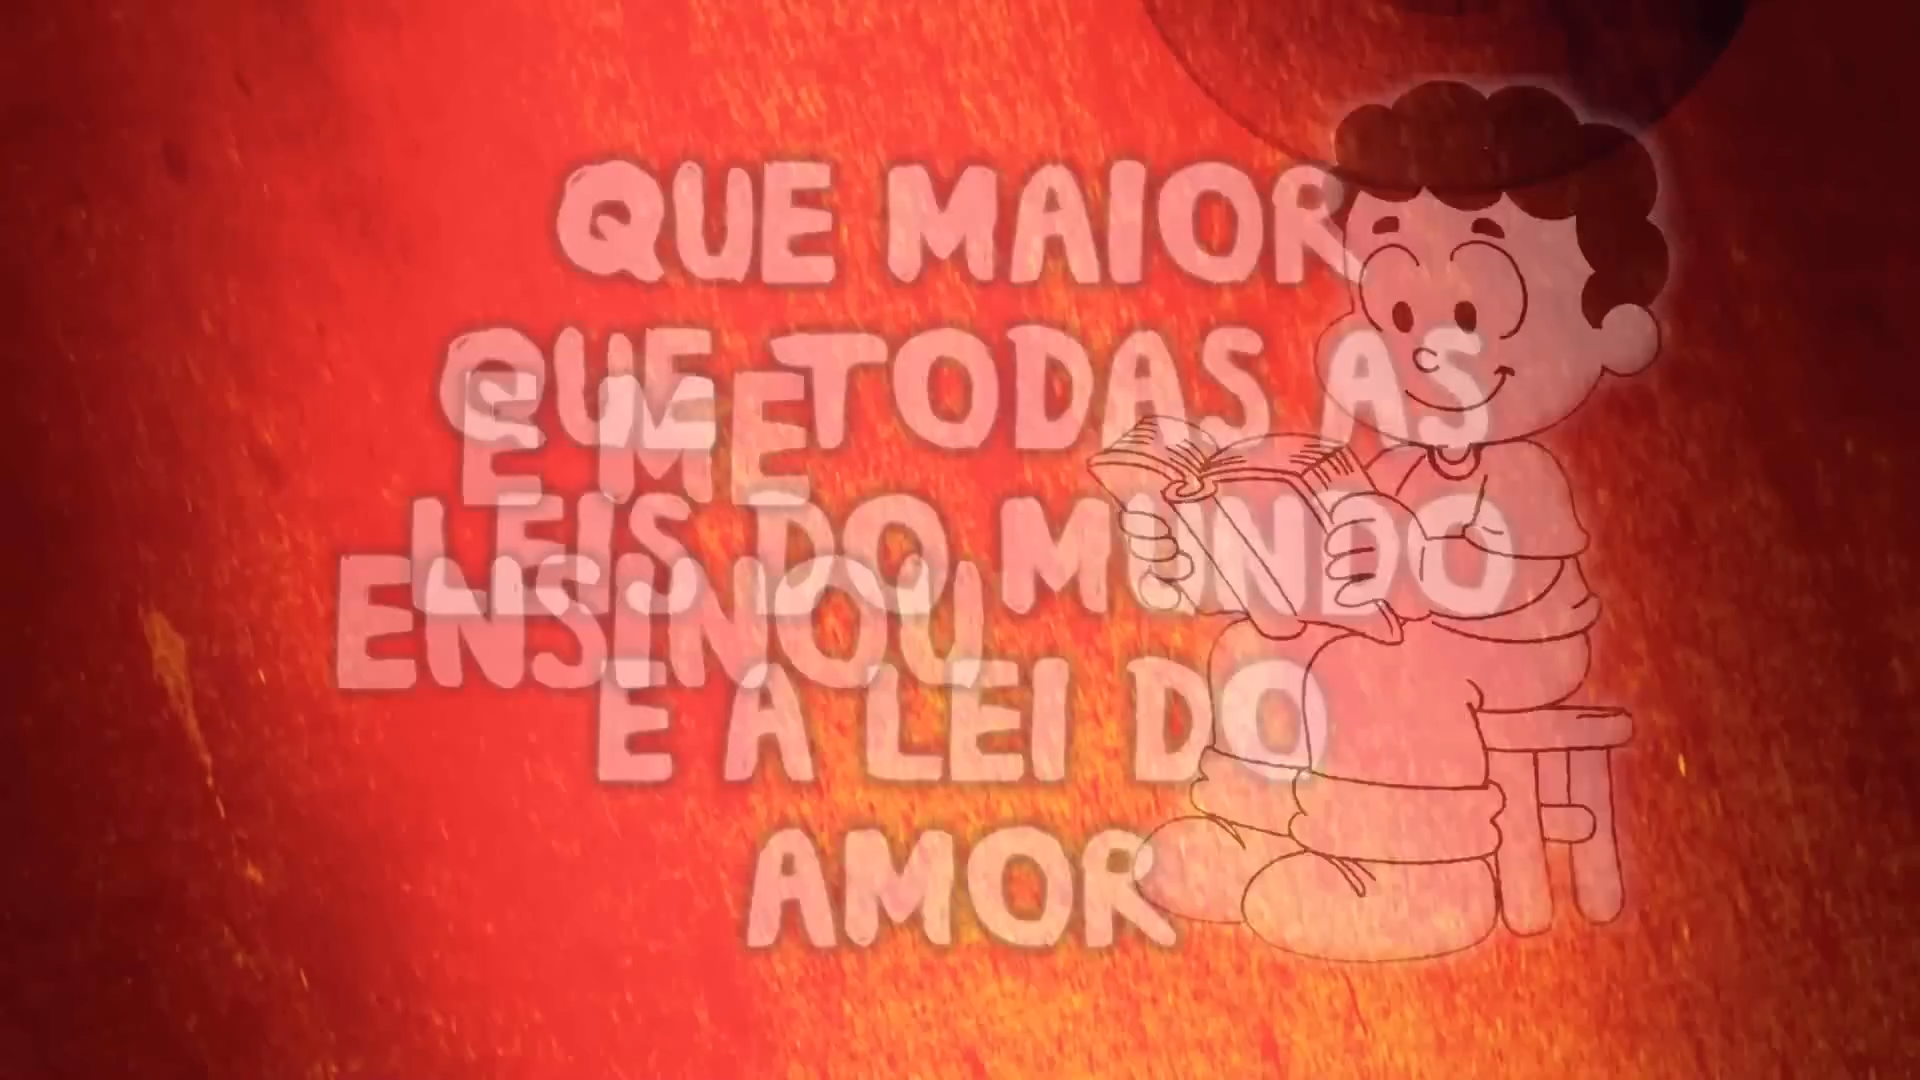 E ME
ENSINOU
QUE MAIOR
QUE TODAS AS
LEIS DO MUNDO
E A LEI DO
AMOR